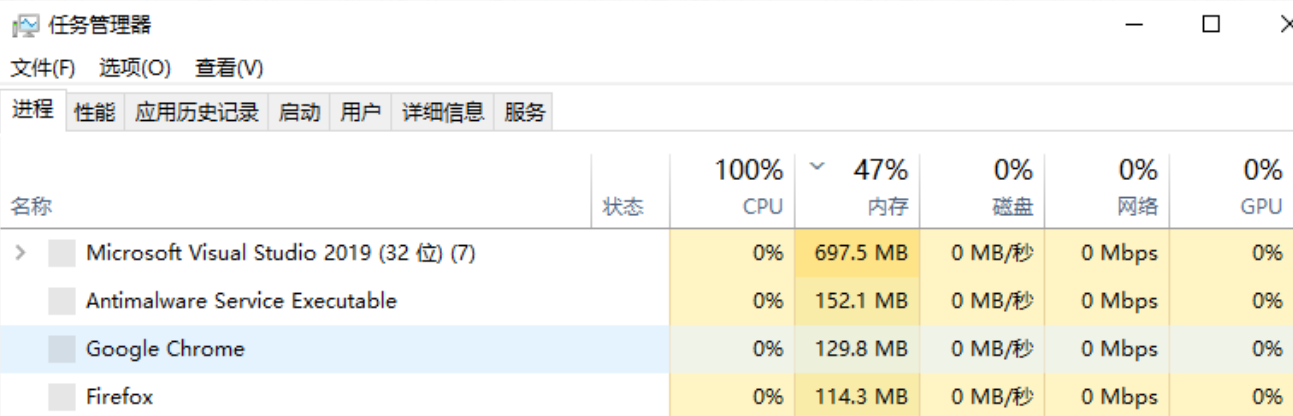 任务管理器
文件(F) 选项(O) 查看(V)
进程 性能 应用历史记录 启动 用户 详细信息 服务
100% 47% 0% 0% 0%
名称 状态 CPU 内存 磁盘 网络 GPU
Microsoft Visual Studio 2019 (32 位) (7) 0% 697.5 MB 0 MB/秒 0 Mbps 0%
Antimalware Service Executable 0% 152.1 MB 0 MB/秒 0 Mbps 0%
Google Chrome 0% 129.8 MB 0 MB/秒 0 Mbps 0%
Firefox 0% 114.3 MB 0 MB/秒 0 Mbps 0%